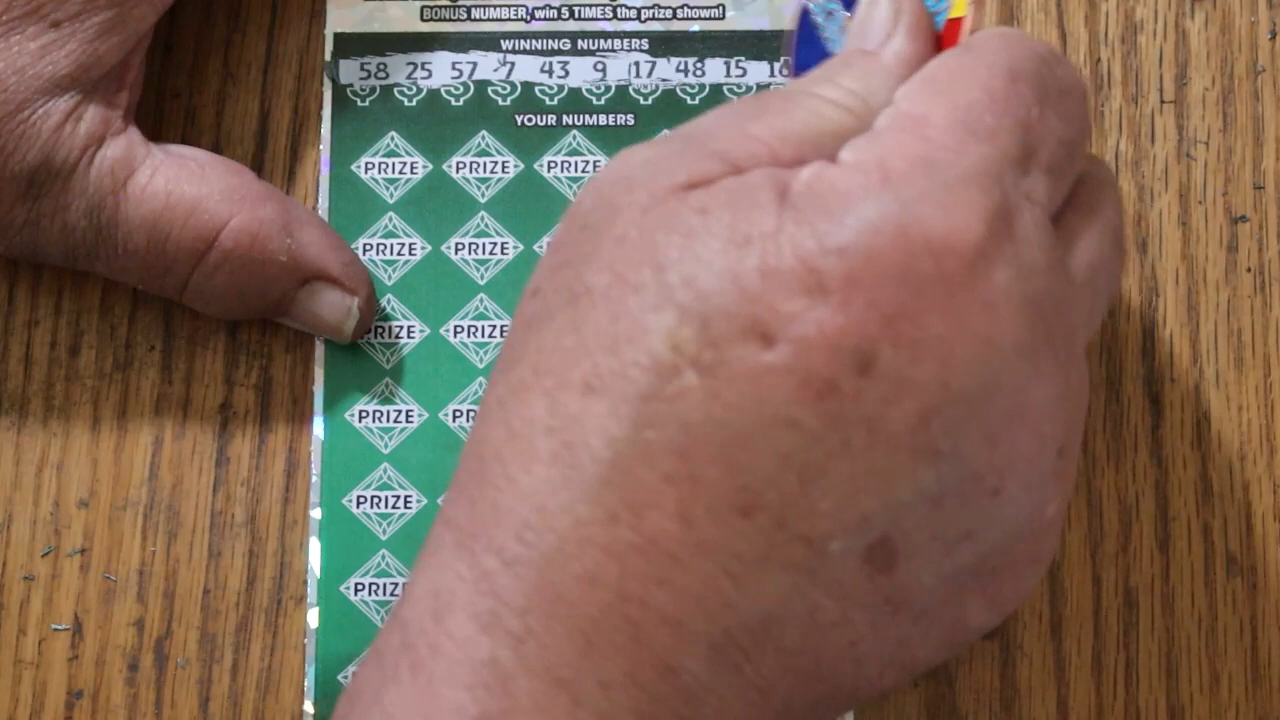 BONUS NUMBER, win 5 TIMES the prize shown!
WINNING NUMBERS
58 25 57 7 43 9 17 48 15
YOUR NUMBERS
PRIZE PRIZE PRIZE
PRIZE PRIZE
PRIZE PRIZE
PRIZE
PRIZE
PRIZE